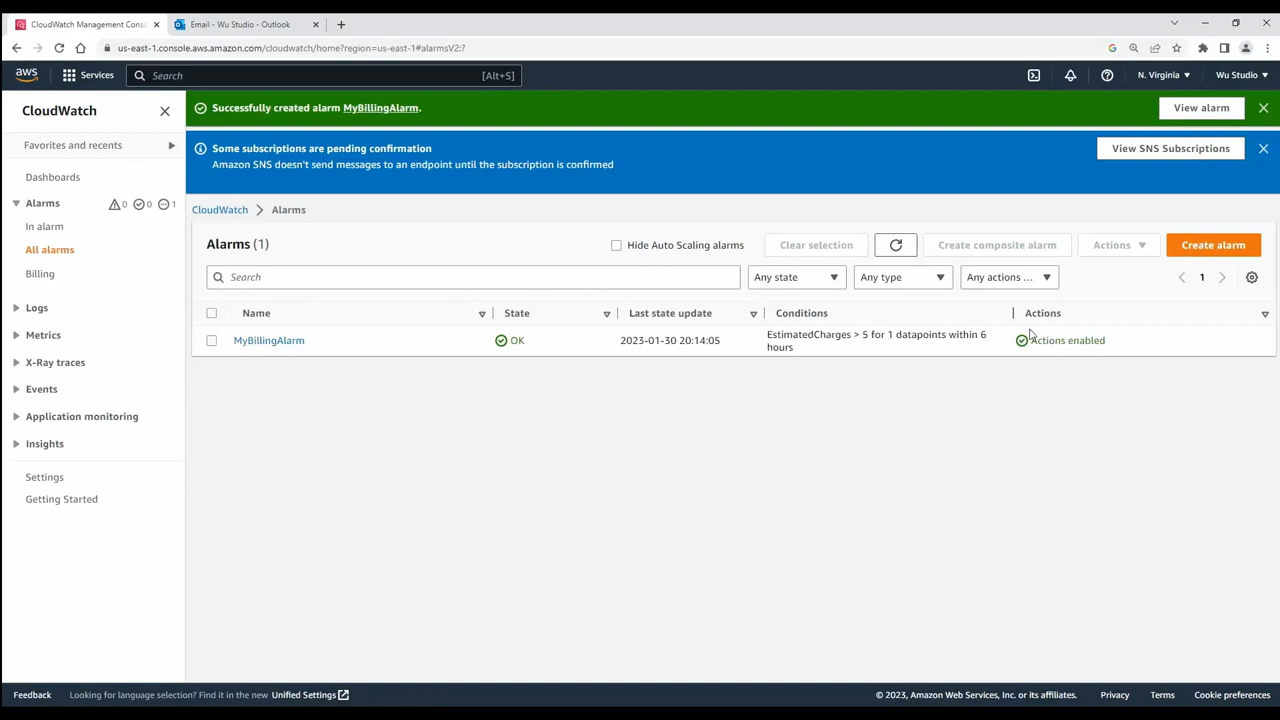 CloudWatch Management Cons
Email - Wu Studio - Outlook
us-east-1.console.aws.amazon.com/cloudwatch/home?region=us-east-1#alarmsV2:?
aws
Services
Search
[Alt+S]
N. Virginia
Wu Studio
CloudWatch
Favorites and recents
Dashboards
Alarms
0
0
1
In alarm
All alarms
Billing
Logs
Metrics
X-Ray traces
Events
Application monitoring
Insights
Settings
Getting Started
Successfully created alarm MyBillingAlarm.
View alarm
Some subscriptions are pending confirmation
Amazon SNS doesn't send messages to an endpoint until the subscription is confirmed
View SNS Subscriptions
CloudWatch
Alarms
Alarms (1)
Hide Auto Scaling alarms
Clear selection
Create composite alarm
Actions
Create alarm
Search
Any state
Any type
Any actions ...
1
Name
State
Last state update
Conditions
Actions
MyBillingAlarm
OK
2023-01-30 20:14:05
EstimatedCharges > 5 for 1 datapoints within 6
hours
Actions enabled
Feedback
Looking for language selection? Find it in the new Unified Settings
© 2023, Amazon Web Services, Inc. or its affiliates.
Privacy
Terms
Cookie preferences